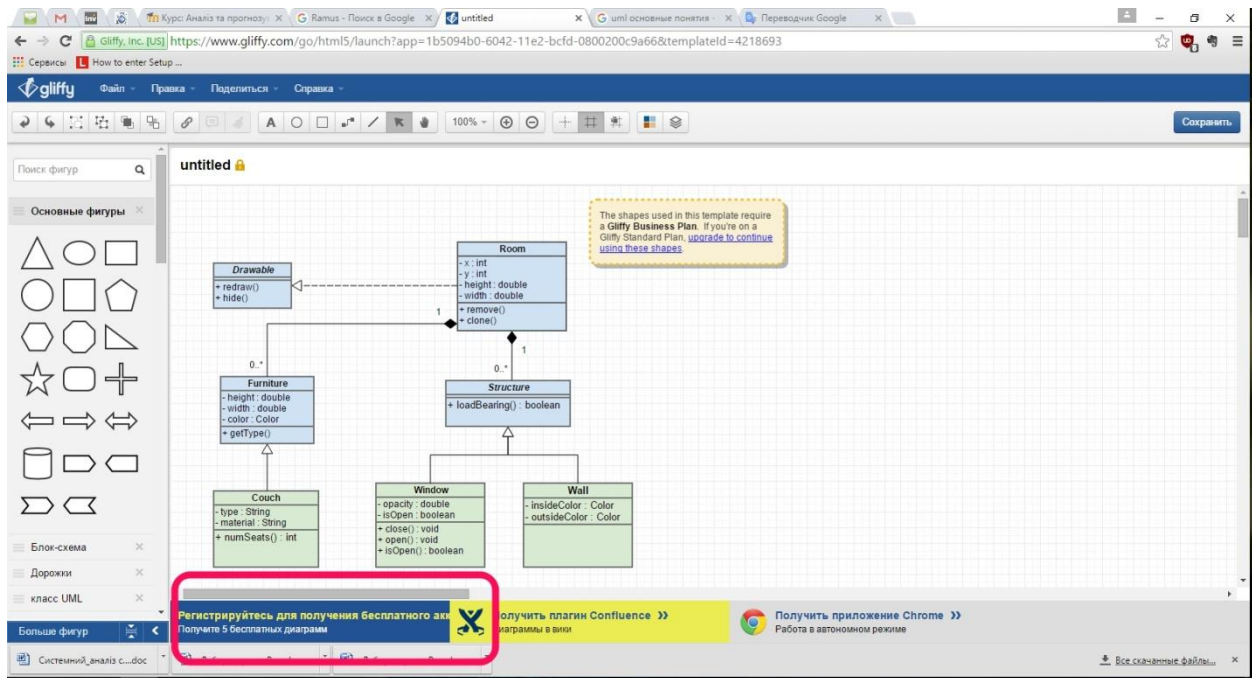 Курс: Аналіз та прогнозу
Ramus - Поиск в Google
untitled
uml основные понятия -
Переводчик Google
Gliffy, Inc. [US] https://www.gliffy.com/go/html5/launch?app=1b5094b0-6042-11e2-bcfd-0800200c9a66&templateId=4218693
Сервисы
How to enter Setup ...
gliffy
Файл
Правка
Поделиться
Справка
100%
Сохранить
Поиск фигур
untitled
Основные фигуры
The shapes used in this template require
a Gliffy Business Plan. If you're on a
Gliffy Standard Plan, upgrade to continue
using these shapes.
Room
- x : int
- y : int
- height : double
- width : double
+ remove()
+ clone()
Drawable
+ redraw()
+ hide()
1
1
0..*
0..*
Furniture
- height : double
- width : double
- color : Color
+ getType()
Structure
+ loadBearing() : boolean
Couch
- type : String
- material : String
+ numSeats() : int
Window
- opacity : double
- isOpen : boolean
+ close() : void
+ open() : void
+ isOpen() : boolean
Wall
- insideColor : Color
- outsideColor : Color
Блок-схема
Дорожки
класс UML
Больше фигур
Регистрируйтесь для получения бесплатного акк
Получите 5 бесплатных диаграмм
олучить плагин Confluence
иаграммы в вики
Получить приложение Chrome
Работа в автономном режиме
Системний_аналіз с....doc
Все скачанные файлы...